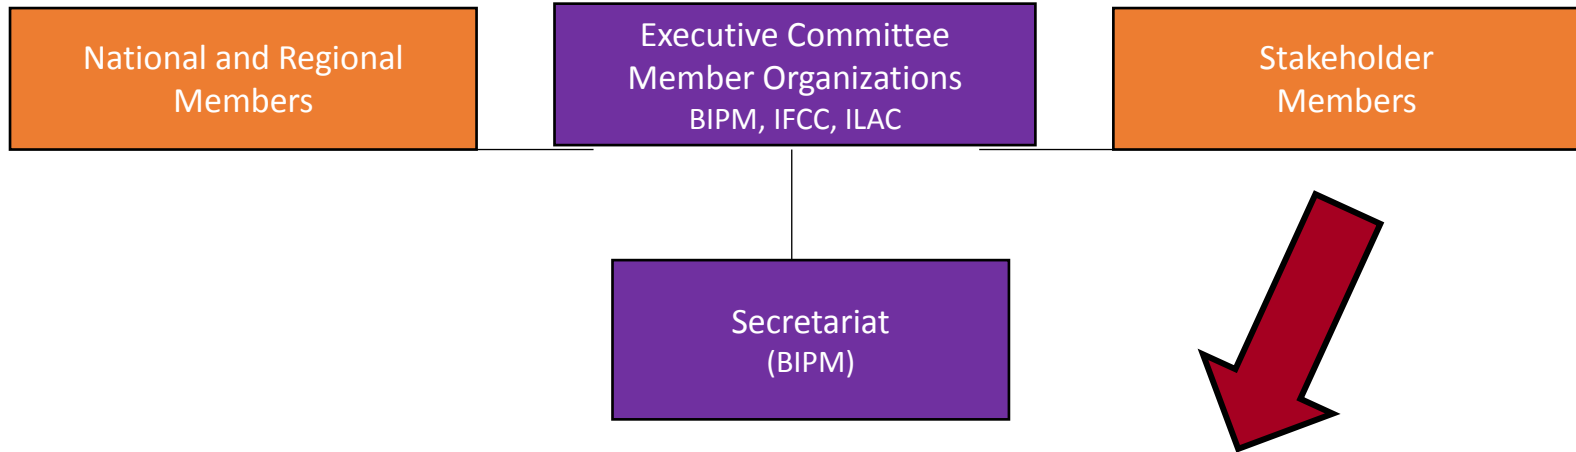 National and Regional
Members
Executive Committee
Member Organizations
BIPM, IFCC, ILAC
Stakeholder
Members
Secretariat
(BIPM)